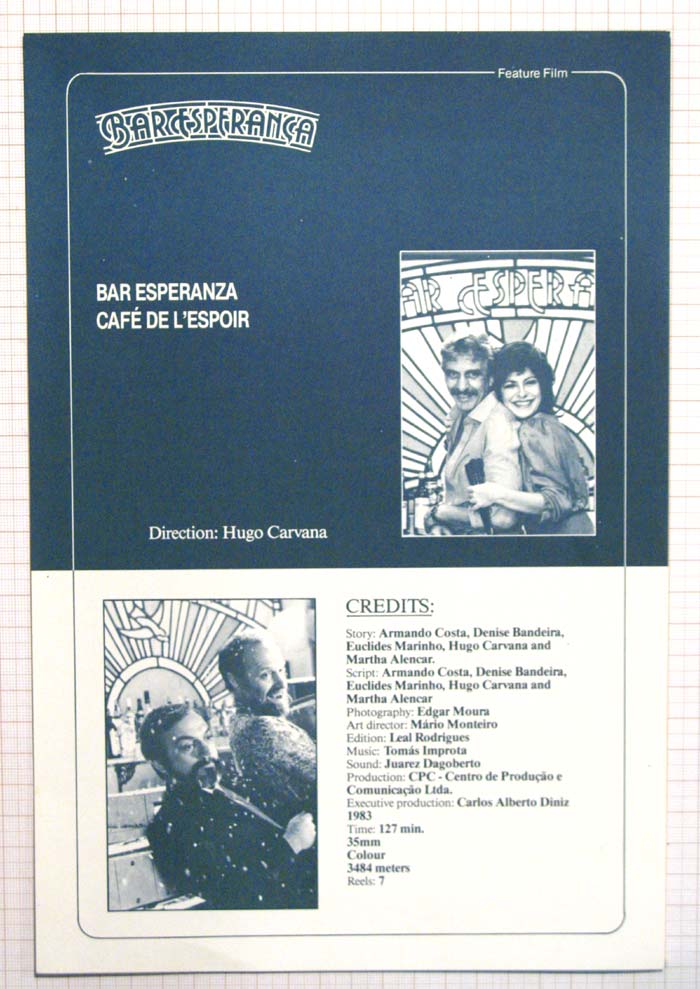 Feature Film
BAR ESPERANÇA
BAR ESPERANZA
CAFÉ DE L'ESPOIR
BAR ESPERA
Direction: Hugo Carvana
CREDITS:
Story: Armando Costa, Denise Bandeira,
Euclides Marinho, Hugo Carvana and
Martha Alencar.
Script: Armando Costa, Denise Bandeira,
Euclides Marinho, Hugo Carvana and
Martha Alencar
Photography: Edgar Moura
Art director: Mário Monteiro
Edition: Leal Rodrigues
Music: Tomás Improta
Sound: Juarez Dagoberto
Production: CPC - Centro de Produção e
Comunicação Ltda.
Executive production: Carlos Alberto Diniz
1983
Time: 127 min.
35mm
Colour
3484 meters
Reels: 7